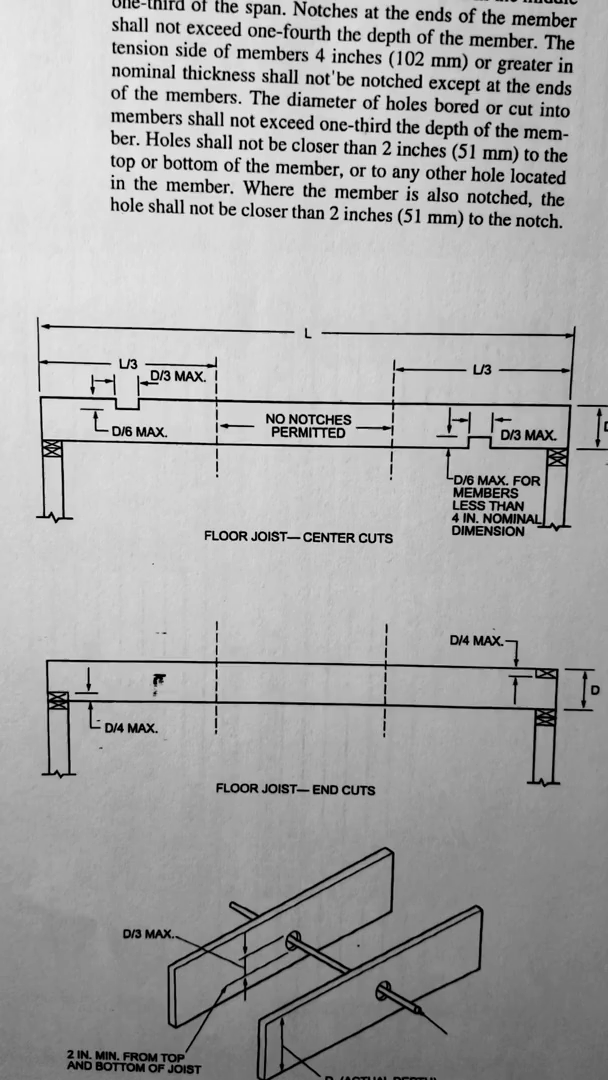 one-third of the span. Notches at the ends of the member
shall not exceed one-fourth the depth of the member. The
tension side of members 4 inches (102 mm) or greater in
nominal thickness shall not be notched except at the ends
of the members. The diameter of holes bored or cut into
members shall not exceed one-third the depth of the mem-
ber. Holes shall not be closer than 2 inches (51 mm) to the
top or bottom of the member, or to any other hole located
in the member. Where the member is also notched, the
hole shall not be closer than 2 inches (51 mm) to the notch.
L
L/3
D/3 MAX.
L/3
D/6 MAX.
NO NOTCHES
PERMITTED
D/3 MAX.
D
D/6 MAX. FOR
MEMBERS
LESS THAN
4 IN. NOMINAL
DIMENSION
FLOOR JOIST—CENTER CUTS
D/4 MAX.
D
D/4 MAX.
FLOOR JOIST—END CUTS
D/3 MAX.
2 IN. MIN. FROM TOP
AND BOTTOM OF JOIST
D (ACTUAL DEPTH)